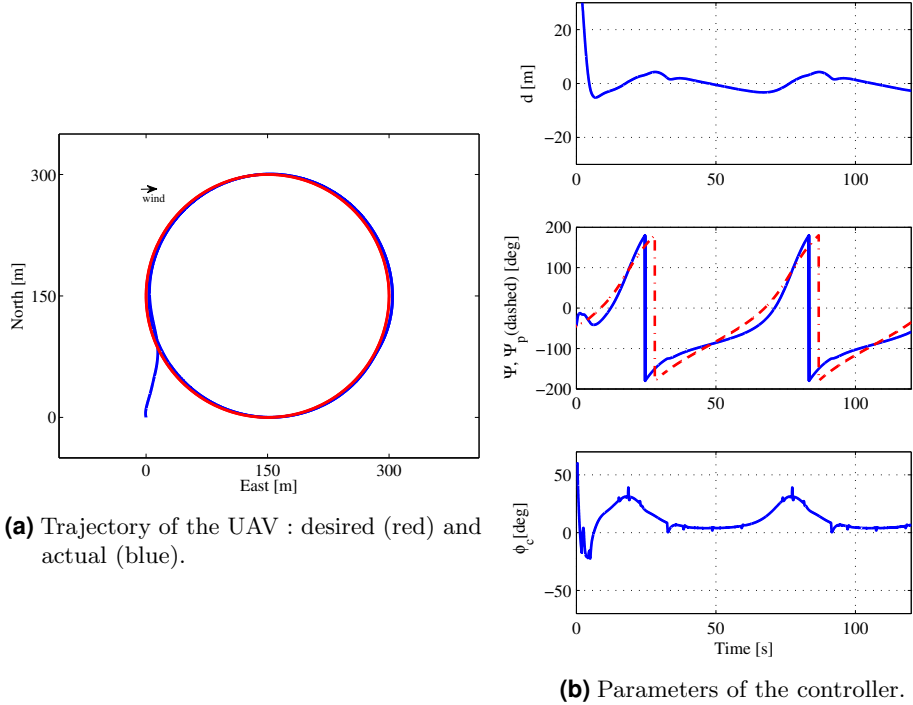 300
150
0
North [m]
wind
0
150
300
East [m]
(a) Trajectory of the UAV : desired (red) and
actual (blue).
20
0
−20
d [m]
0
50
100
200
100
0
−100
−200
Ψ, Ψp(dashed) [deg]
0
50
100
50
0
−50
ϕc[deg]
0
50
100
Time [s]
(b) Parameters of the controller.